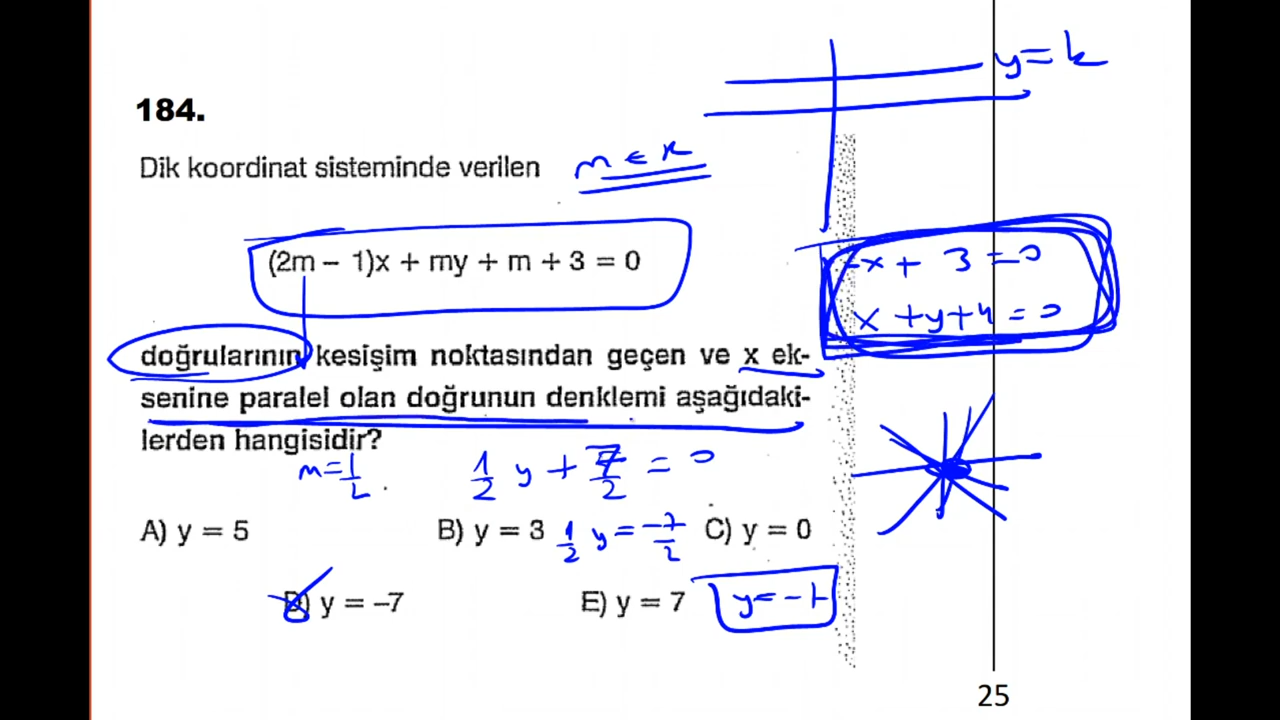 y = k
184.
Dik koordinat sisteminde verilen
m ∈ R
(2m – 1)x + my + m + 3 = 0
-x + 3 = 0
x + y + 4 = 0
doğrularının kesişim noktasından geçen ve x ek-
senine paralel olan doğrunun denklemi aşağıdaki-
lerden hangisidir?
m = 1/2
1/2 y + 7/2 = 0
A) y = 5
B) y = 3
1/2 y = -7/2
C) y = 0
D) y = –7
E) y = 7
y = -7
25